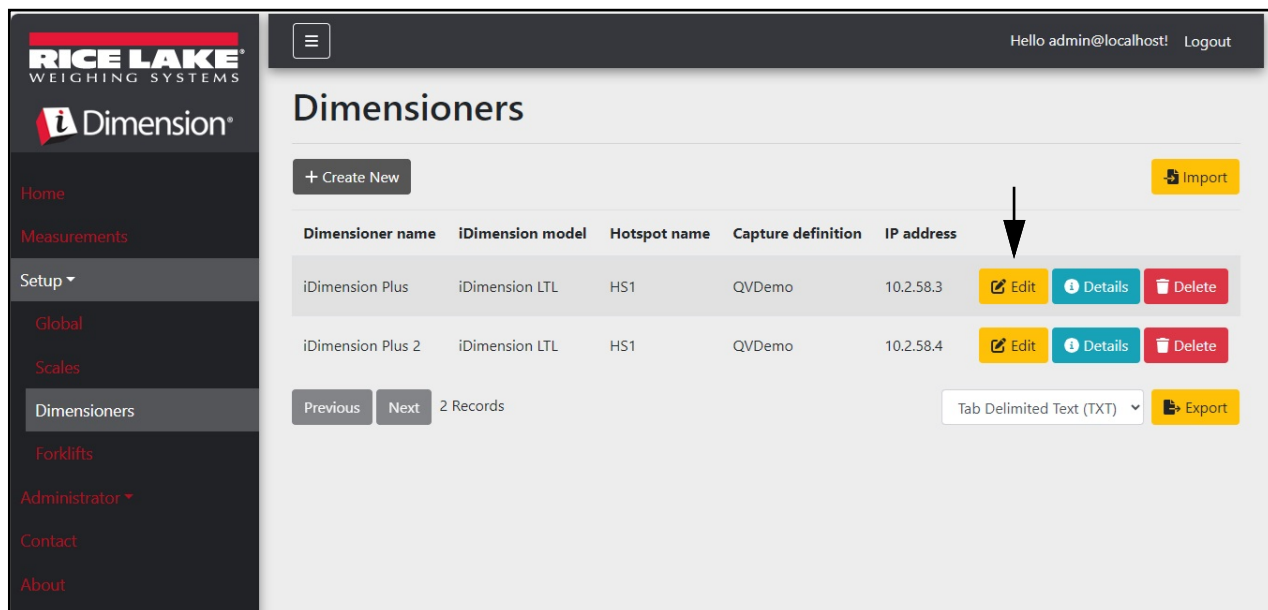 RICE LAKE®
WEIGHING SYSTEMS
i Dimension®
Home
Measurements
Setup
Global
Scales
Dimensioners
Forklifts
Administrator
Contact
About
Hello admin@localhost! Logout
Dimensioners
+ Create New
Import
Dimensioner name iDimension model Hotspot name Capture definition IP address
iDimension Plus iDimension LTL HS1 QVDemo 10.2.58.3 Edit Details Delete
iDimension Plus 2 iDimension LTL HS1 QVDemo 10.2.58.4 Edit Details Delete
Previous Next 2 Records Tab Delimited Text (TXT) Export